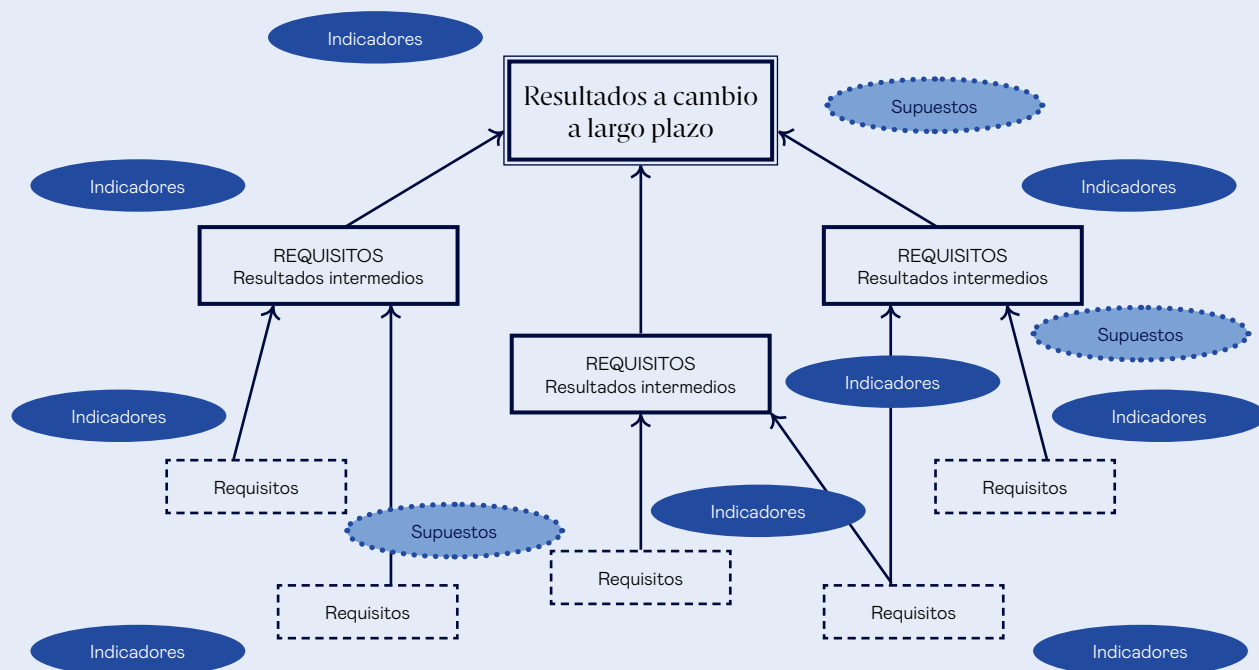 Indicadores
Resultados a cambio
a largo plazo
Supuestos
Indicadores
Indicadores
REQUISITOS
Resultados intermedios
REQUISITOS
Resultados intermedios
Supuestos
REQUISITOS
Resultados intermedios
Indicadores
Indicadores
Indicadores
Requisitos
Requisitos
Indicadores
Supuestos
Requisitos
Requisitos
Requisitos
Indicadores
Indicadores